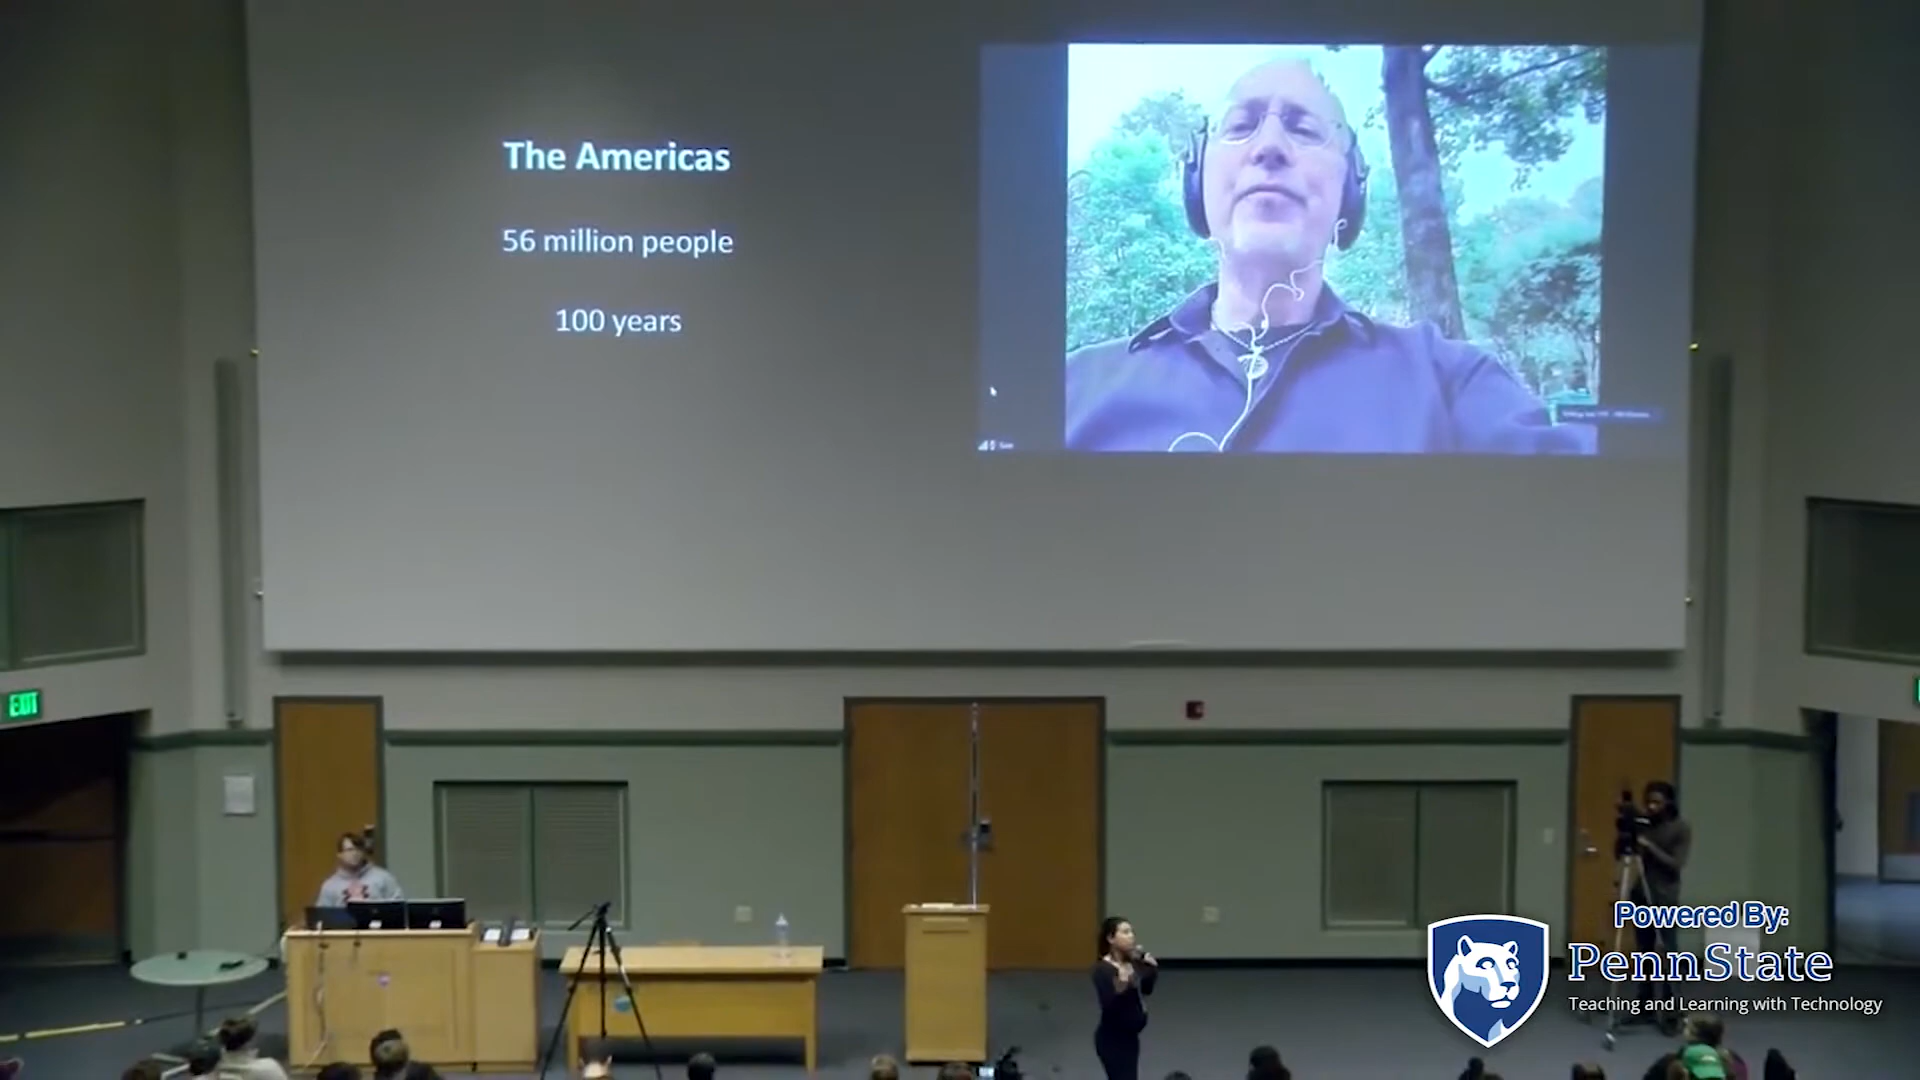 The Americas
56 million people
100 years
EXIT
Powered By:
PennState
Teaching and Learning with Technology